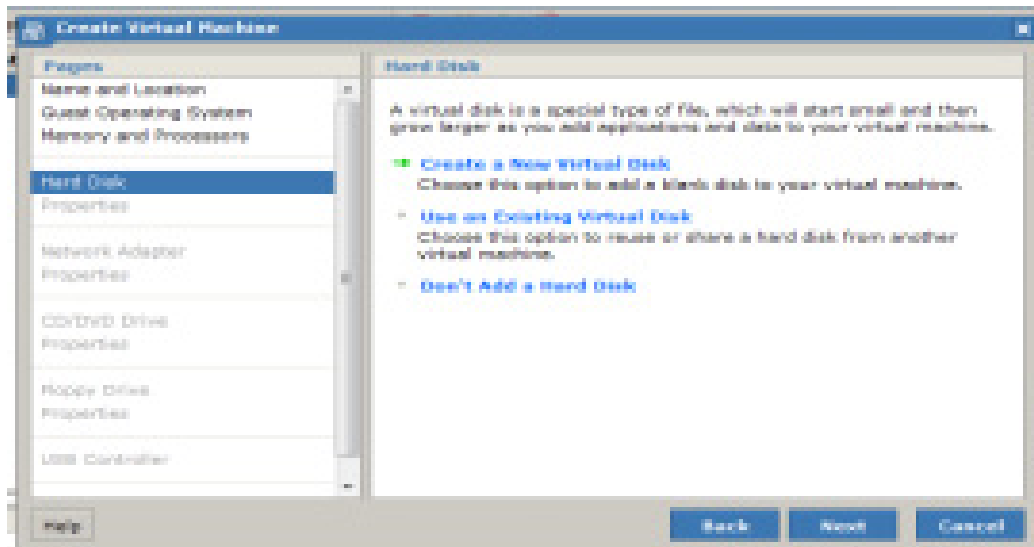 Create Virtual Machine
Pages
Name and Location
Guest Operating System
Memory and Processors
Hard Disk
Properties
Network Adapter
Properties
CD/DVD Drive
Properties
Floppy Drive
Properties
USB Controller
Hard Disk
A virtual disk is a special type of file, which will start small and then
grow larger as you add applications and data to your virtual machine.
Create a New Virtual Disk
Choose this option to add a blank disk to your virtual machine.
Use an Existing Virtual Disk
Choose this option to reuse or share a hard disk from another
virtual machine.
Don't Add a Hard Disk
Help
Back
Next
Cancel